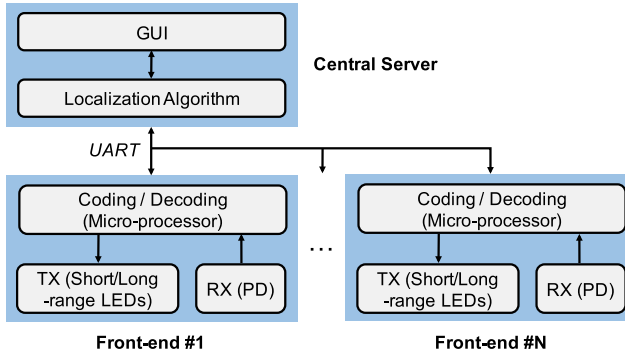 GUI
Central Server
Localization Algorithm
UART
Coding / Decoding
(Micro-processor)
TX (Short/Long
-range LEDs)
RX (PD)
...
Coding / Decoding
(Micro-processor)
TX (Short/Long
-range LEDs)
RX (PD)
Front-end #1
Front-end #N